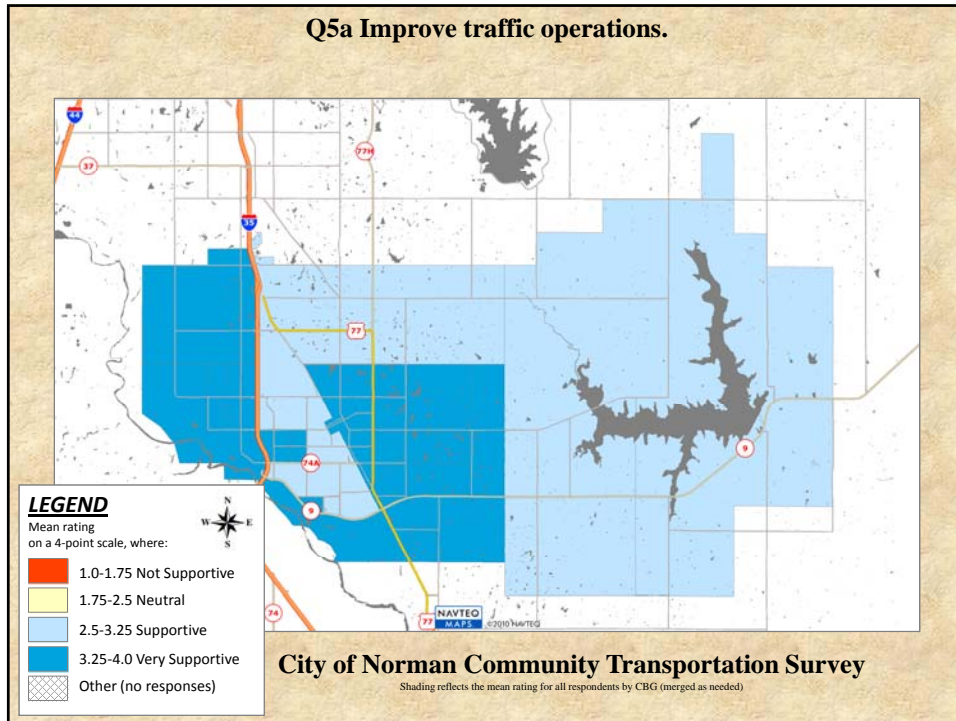 Q5a Improve traffic operations.
44
37
77H
35
77
74A
9
9
74
77
NAVTEQ
MAPS
©2010 NAVTEQ
LEGEND
Mean rating
on a 4-point scale, where:
N
W E
S
1.0-1.75 Not Supportive
1.75-2.5 Neutral
2.5-3.25 Supportive
3.25-4.0 Very Supportive
Other (no responses)
City of Norman Community Transportation Survey
Shading reflects the mean rating for all respondents by CBG (merged as needed)